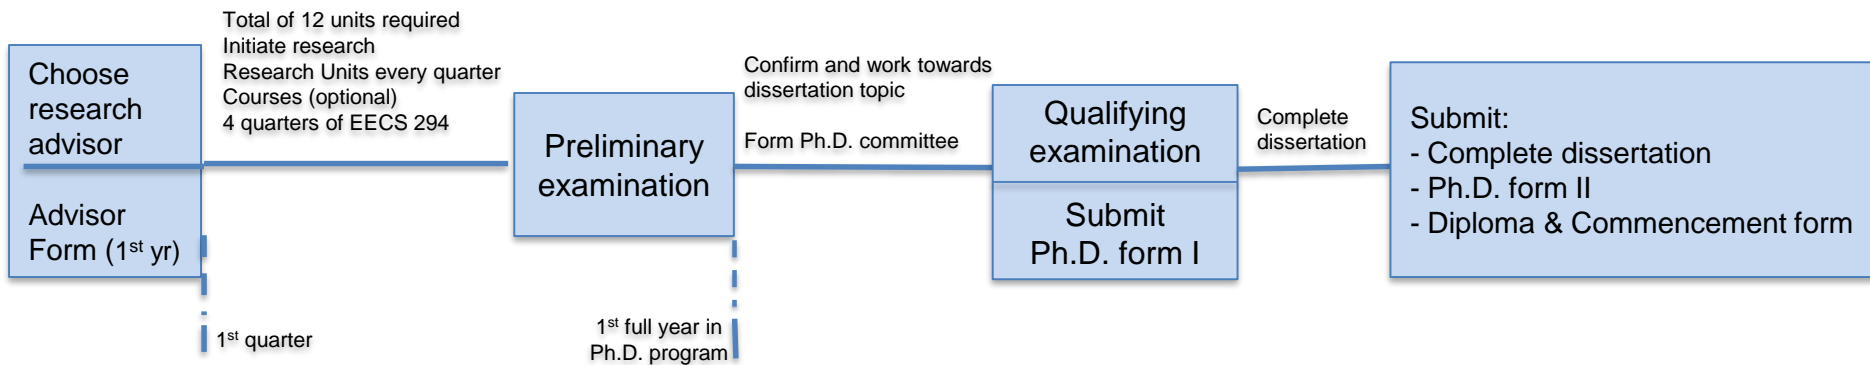 Choose
research
advisor
Advisor
Form (1st yr)
1st quarter
Total of 12 units required
Initiate research
Research Units every quarter
Courses (optional)
4 quarters of EECS 294
Preliminary
examination
1st full year in
Ph.D. program
Confirm and work towards
dissertation topic
Form Ph.D. committee
Qualifying
examination
Submit
Ph.D. form I
Complete
dissertation
Submit:
- Complete dissertation
- Ph.D. form II
- Diploma & Commencement form